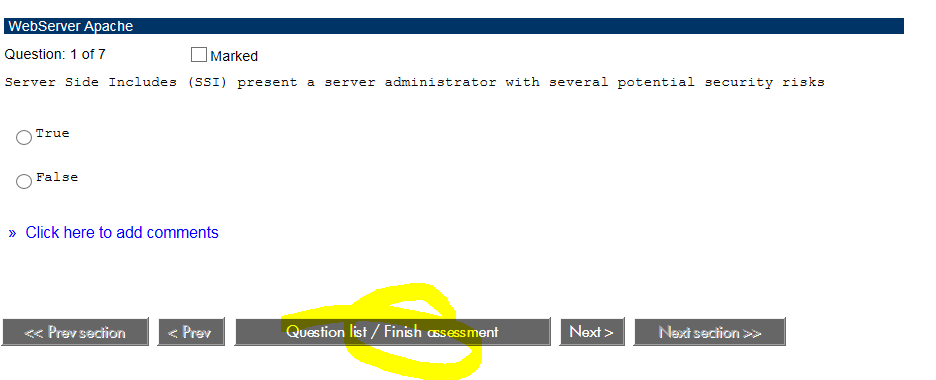 WebServer Apache
Question: 1 of 7 Marked
Server Side Includes (SSI) present a server administrator with several potential security risks
True
False
» Click here to add comments
<< Prev section < Prev Question list / Finish assessment Next > Next section >>